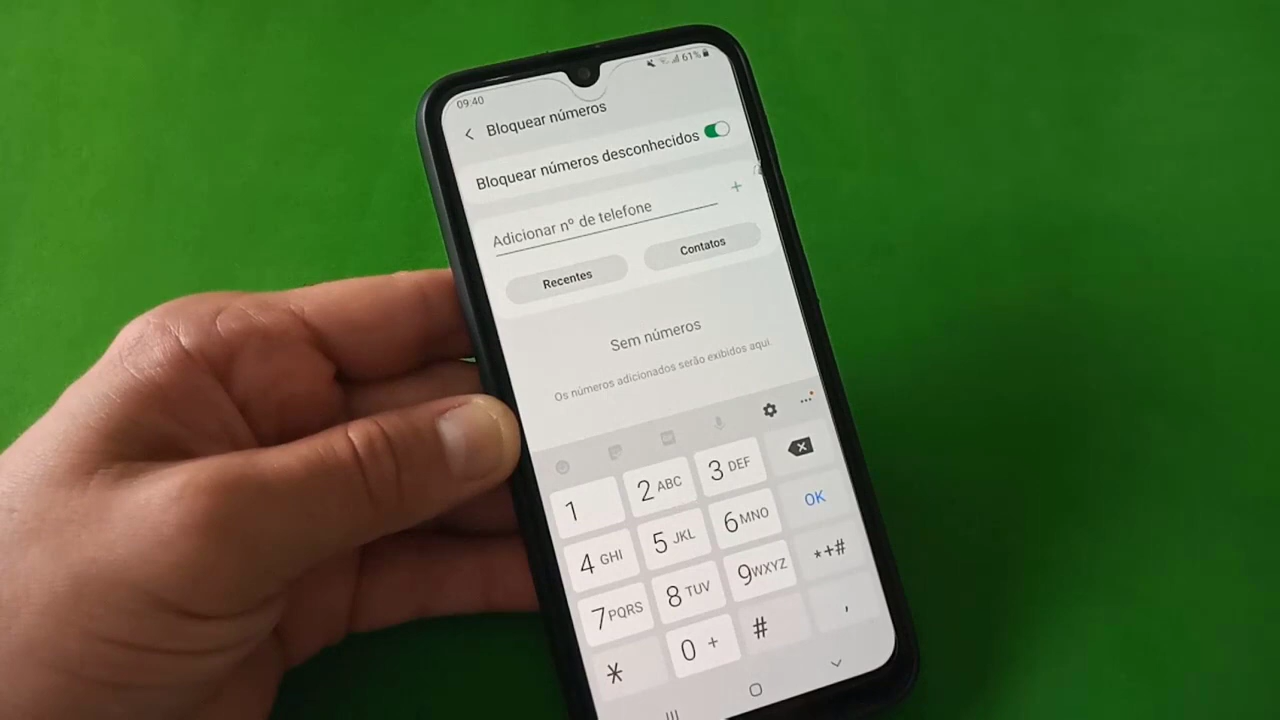 09:40
61%
Bloquear números
Bloquear números desconhecidos
Adicionar nº de telefone
+
Recentes
Contatos
Sem números
Os números adicionados serão exibidos aqui
1
2 ABC
3 DEF
4 GHI
5 JKL
6 MNO
OK
7 PQRS
8 TUV
9 WXYZ
*+#
*
0 +
#
,